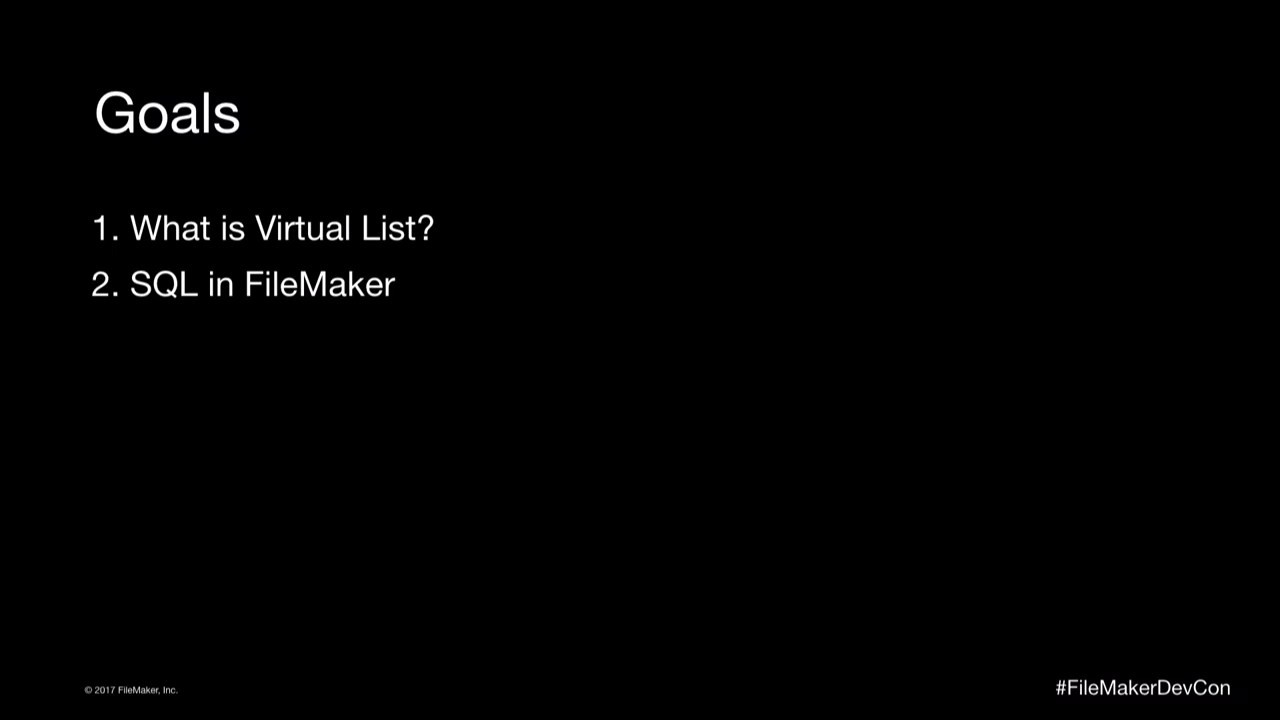 Goals
1. What is Virtual List?
2. SQL in FileMaker
© 2017 FileMaker, Inc.
#FileMakerDevCon